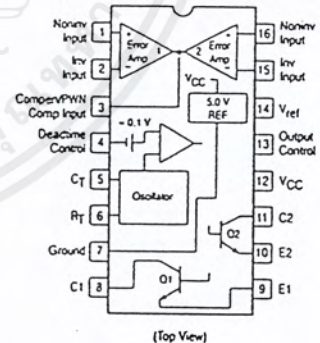 Noninv Input 1
Inv Input 2
Compen/PWN Comp Input 3
Deadtime Control 4
CT 5
RT 6
Ground 7
C1 8
Error Amp 1
2 Error Amp
VCC
5.0 V REF
≈ 0.1 V
Oscillator
Q2
Q1
16 Noninv Input
15 Inv Input
14 Vref
13 Output Control
12 VCC
11 C2
10 E2
9 E1
(Top View)